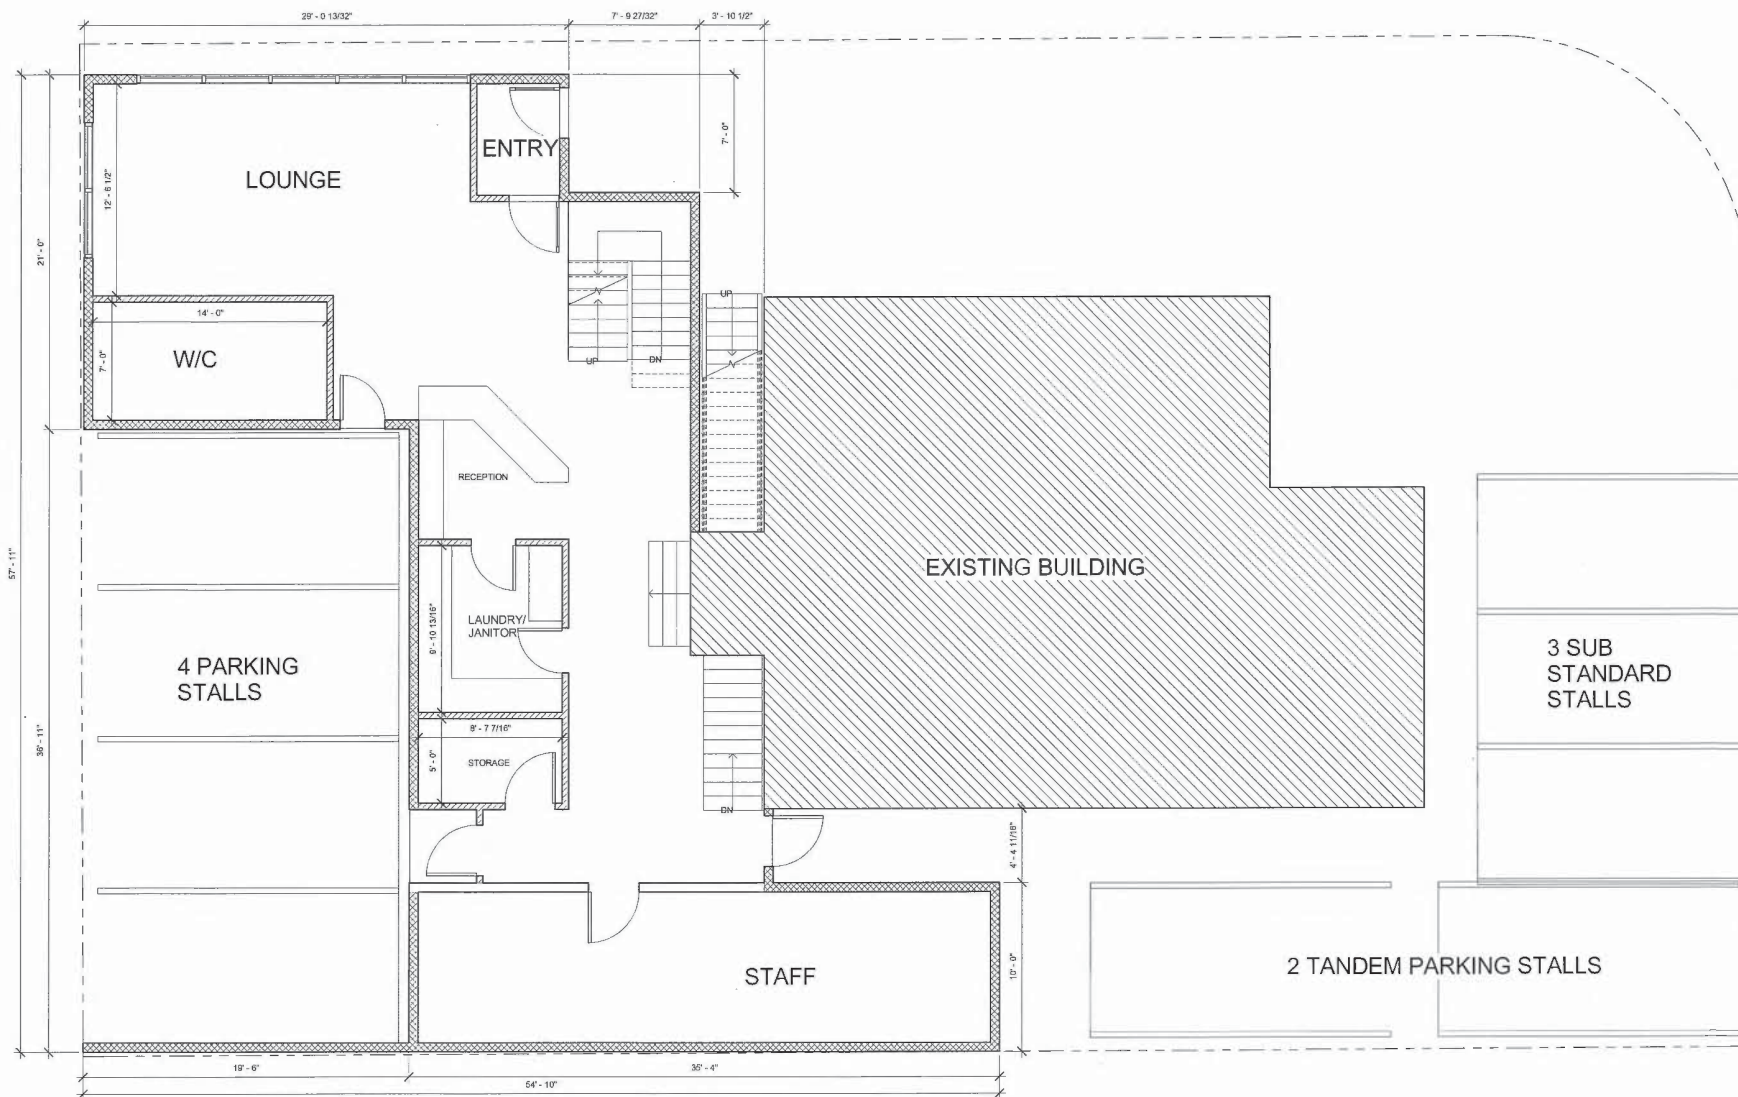 29' - 0 13/32"
7' - 9 27/32"
3' - 10 1/2"
ENTRY
LOUNGE
12' - 6 1/2"
7' - 0"
21' - 0"
UP
14' - 0"
W/C
7' - 0"
UP
DN
RECEPTION
57' - 11"
EXISTING BUILDING
LAUNDRY/
JANITOR
9' - 10 13/16"
4 PARKING
STALLS
3 SUB
STANDARD
STALLS
36' - 11"
8' - 7 7/16"
5' - 0"
STORAGE
DN
4' - 4 11/16"
STAFF
10' - 0"
2 TANDEM PARKING STALLS
19' - 6"
35' - 4"
54' - 10"